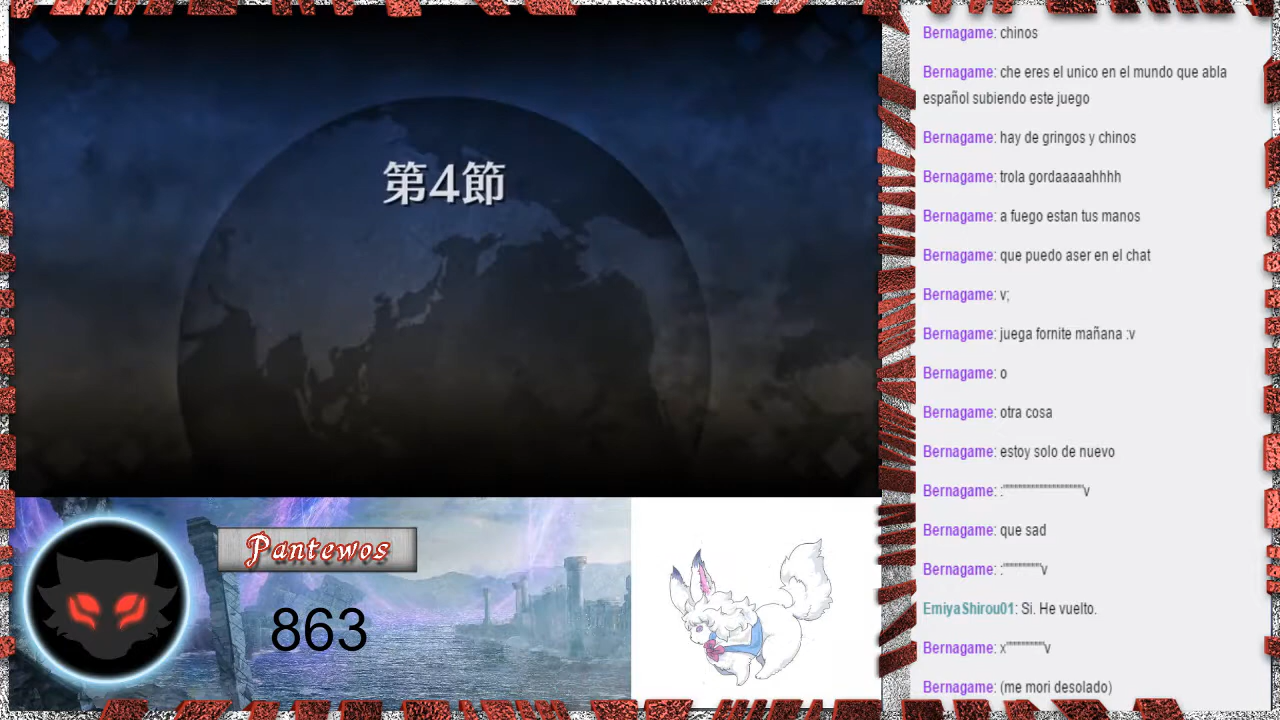 第4節
Pantewos
863
Bernagame: chinos
Bernagame: che eres el unico en el mundo que abla
español subiendo este juego
Bernagame: hay de gringos y chinos
Bernagame: trola gordaaaaahhhh
Bernagame: a fuego estan tus manos
Bernagame: que puedo aser en el chat
Bernagame: v;
Bernagame: juega fornite mañana :v
Bernagame: o
Bernagame: otra cosa
Bernagame: estoy solo de nuevo
Bernagame: :'''''''''''''''''''''''''''''''''''''v
Bernagame: que sad
Bernagame: :'''''''''''''''''v
EmiyaShirou01: Si. He vuelto.
Bernagame: x'''''''''''''''''v
Bernagame: (me mori desolado)